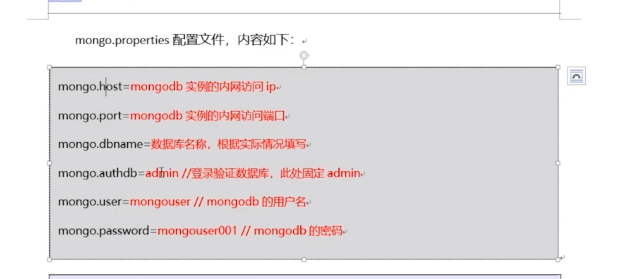 mongo.properties 配置文件，内容如下：
mongo.host=mongodb 实例的内网访问 ip
mongo.port=mongodb 实例的内网访问端口
mongo.dbname=数据库名称，根据实际情况填写
mongo.authdb=admin //登录验证数据库，此处固定 admin
mongo.user=mongouser // mongodb 的用户名
mongo.password=mongouser001 // mongodb 的密码